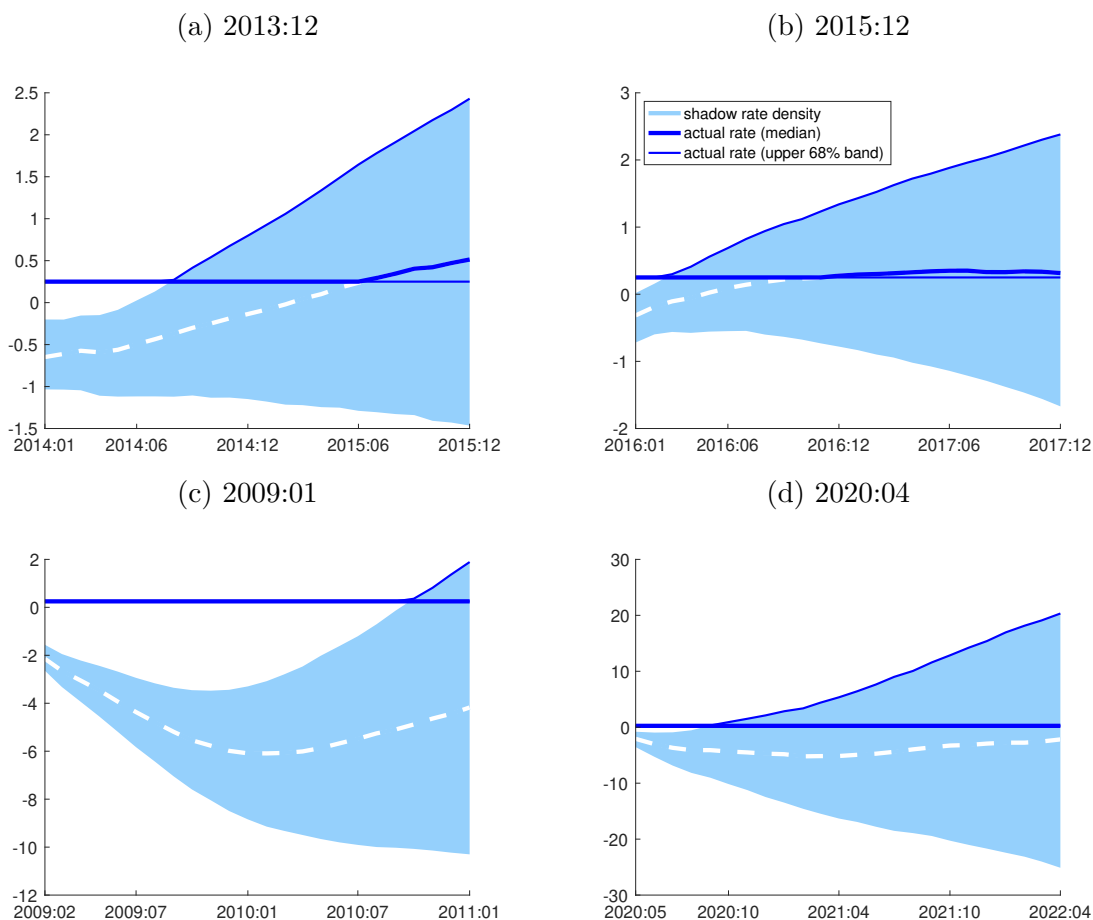 (a) 2013:12
2.5
2
1.5
1
0.5
0
-0.5
-1
-1.5
2014:01 2014:06 2014:12 2015:06 2015:12
(b) 2015:12
3
2
1
0
-1
-2
shadow rate density
actual rate (median)
actual rate (upper 68% band)
2016:01 2016:06 2016:12 2017:06 2017:12
(c) 2009:01
2
0
-2
-4
-6
-8
-10
-12
2009:02 2009:07 2010:01 2010:07 2011:01
(d) 2020:04
30
20
10
0
-10
-20
-30
2020:05 2020:10 2021:04 2021:10 2022:04